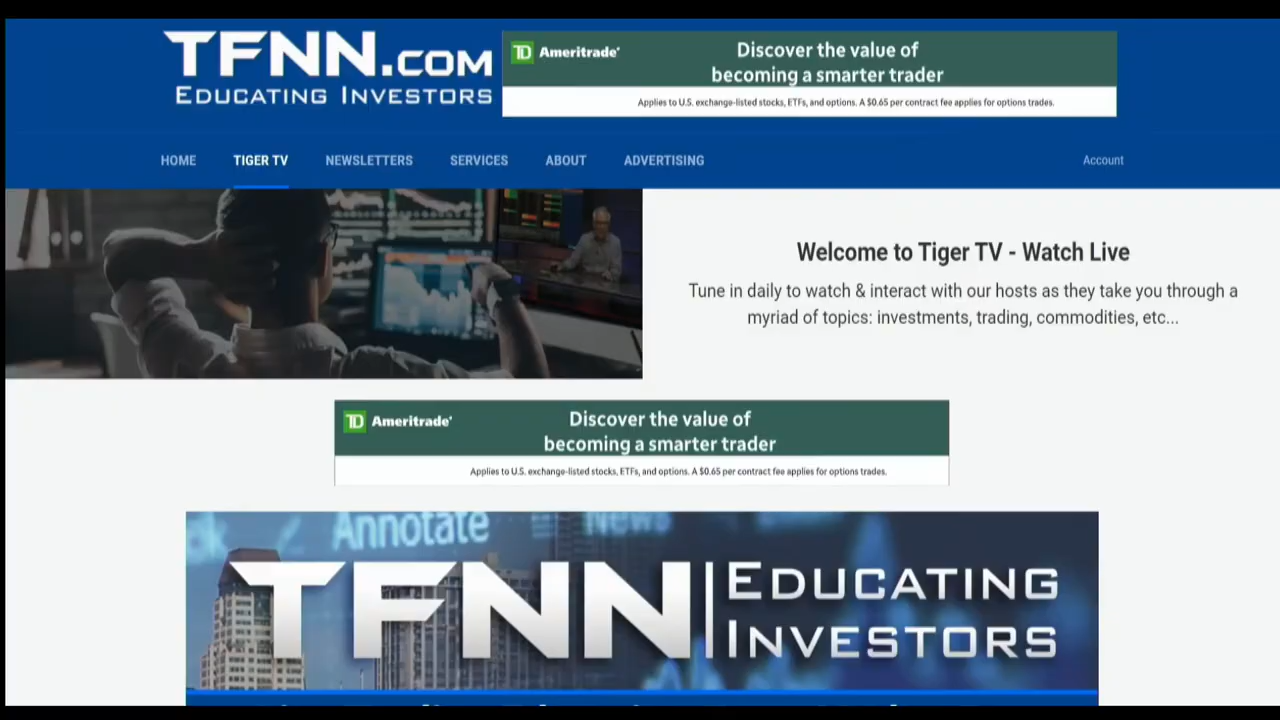 TFNN.COM
EDUCATING INVESTORS
TD Ameritrade
Discover the value of
becoming a smarter trader
Applies to U.S. exchange-listed stocks, ETFs, and options. A $0.65 per contract fee applies for options trades.
HOME TIGER TV NEWSLETTERS SERVICES ABOUT ADVERTISING Account
Welcome to Tiger TV - Watch Live
Tune in daily to watch & interact with our hosts as they take you through a
myriad of topics: investments, trading, commodities, etc...
TD Ameritrade
Discover the value of
becoming a smarter trader
Applies to U.S. exchange-listed stocks, ETFs, and options. A $0.65 per contract fee applies for options trades.
Annotate News
TFNN EDUCATING
INVESTORS